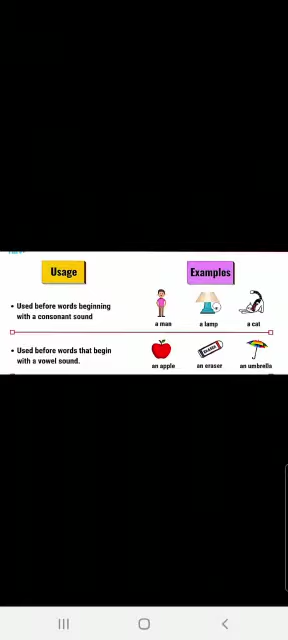 Usage
Examples
• Used before words beginning
with a consonant sound
a man
a lamp
a cat
• Used before words that begin
with a vowel sound.
ERASER
an apple
an eraser
an umbrella